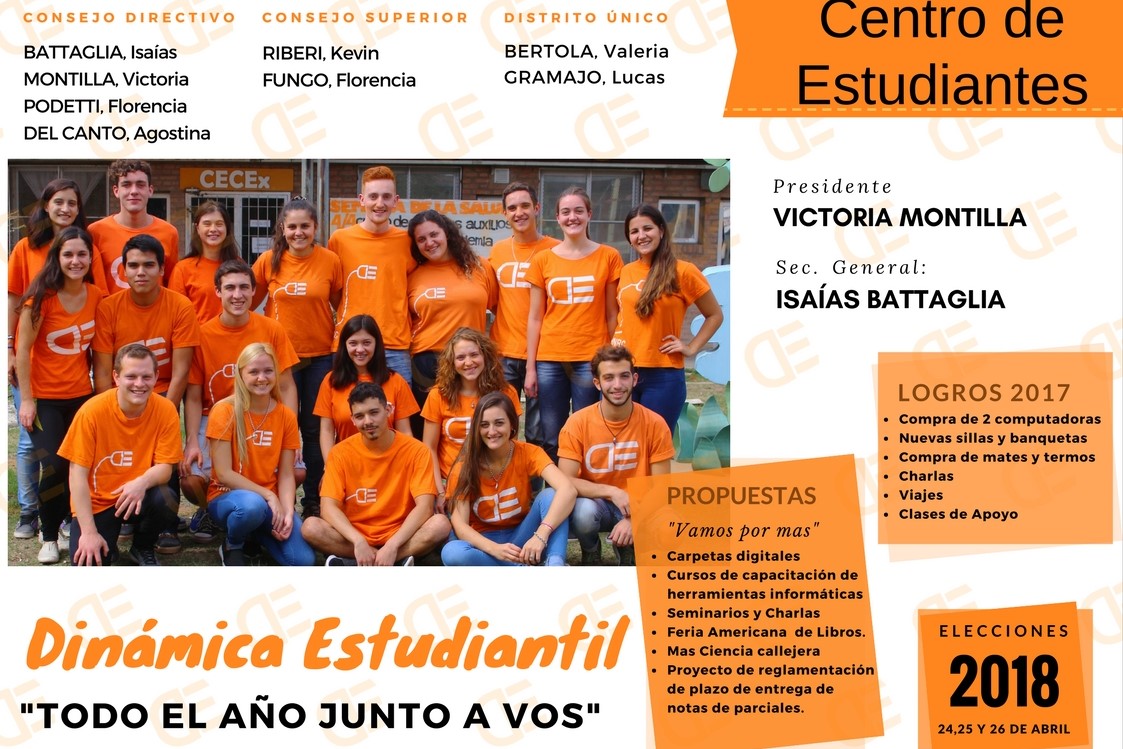 CONSEJO DIRECTIVO
BATTAGLIA, Isaías
MONTILLA, Victoria
PODETTI, Florencia
DEL CANTO, Agostina
CONSEJO SUPERIOR
RIBERI, Kevin
FUNGO, Florencia
DISTRITO ÚNICO
BERTOLA, Valeria
GRAMAJO, Lucas
Centro de
Estudiantes
Presidente
VICTORIA MONTILLA
Sec. General:
ISAÍAS BATTAGLIA
CECEx
DE LA
auxilios
LOGROS 2017
• Compra de 2 computadoras
• Nuevas sillas y banquetas
• Compra de mates y termos
• Charlas
• Viajes
• Clases de Apoyo
PROPUESTAS
"Vamos por mas"
• Carpetas digitales
• Cursos de capacitación de
herramientas informáticas
• Seminarios y Charlas
• Feria Americana de Libros.
• Mas Ciencia callejera
• Proyecto de reglamentación
de plazo de entrega de
notas de parciales.
Dinámica Estudiantil
"TODO EL AÑO JUNTO A VOS"
ELECCIONES
2018
24,25 Y 26 DE ABRIL